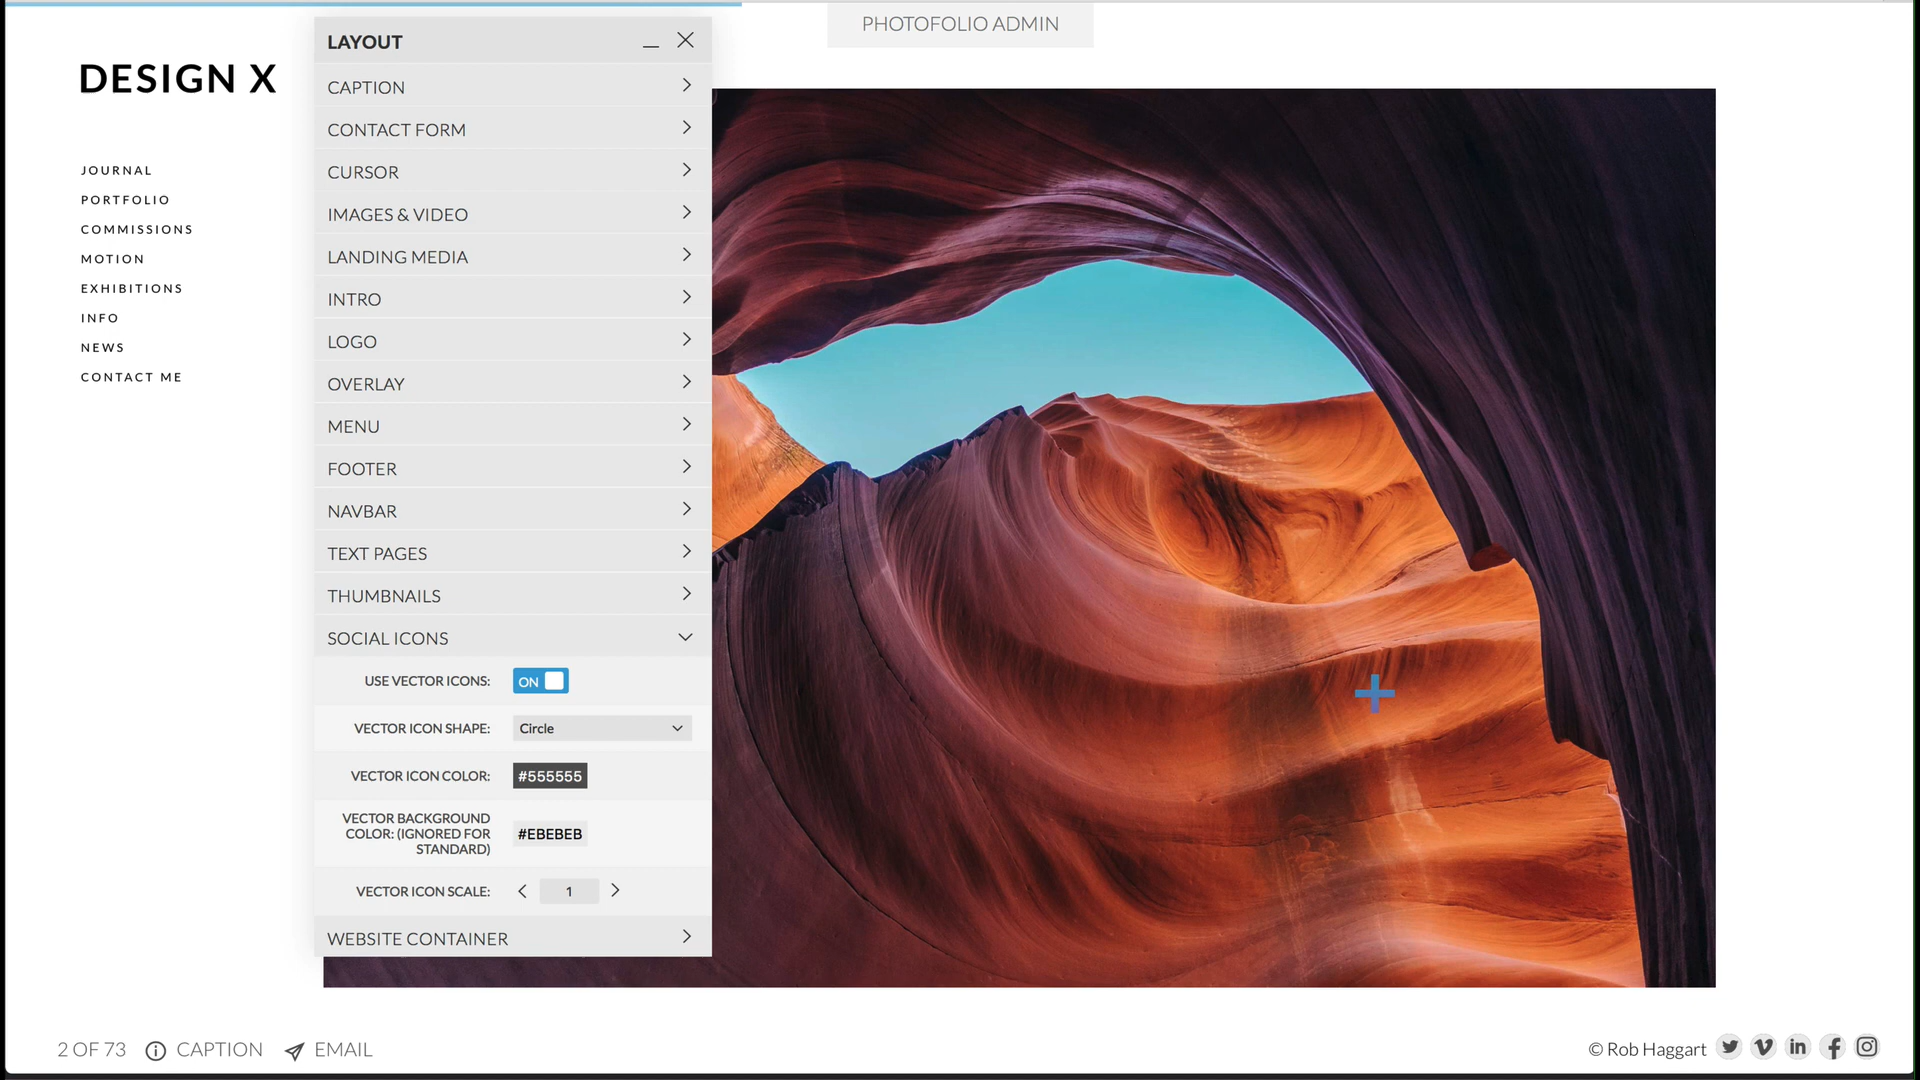 PHOTOFOLIO ADMIN
DESIGN X
JOURNAL
PORTFOLIO
COMMISSIONS
MOTION
EXHIBITIONS
INFO
NEWS
CONTACT ME
LAYOUT
CAPTION
CONTACT FORM
CURSOR
IMAGES & VIDEO
LANDING MEDIA
INTRO
LOGO
OVERLAY
MENU
FOOTER
NAVBAR
TEXT PAGES
THUMBNAILS
SOCIAL ICONS
USE VECTOR ICONS: ON
VECTOR ICON SHAPE: Circle
VECTOR ICON COLOR: #555555
VECTOR BACKGROUND
COLOR: (IGNORED FOR #EBEBEB
STANDARD)
VECTOR ICON SCALE: 1
WEBSITE CONTAINER
2 OF 73 CAPTION EMAIL
© Rob Haggart